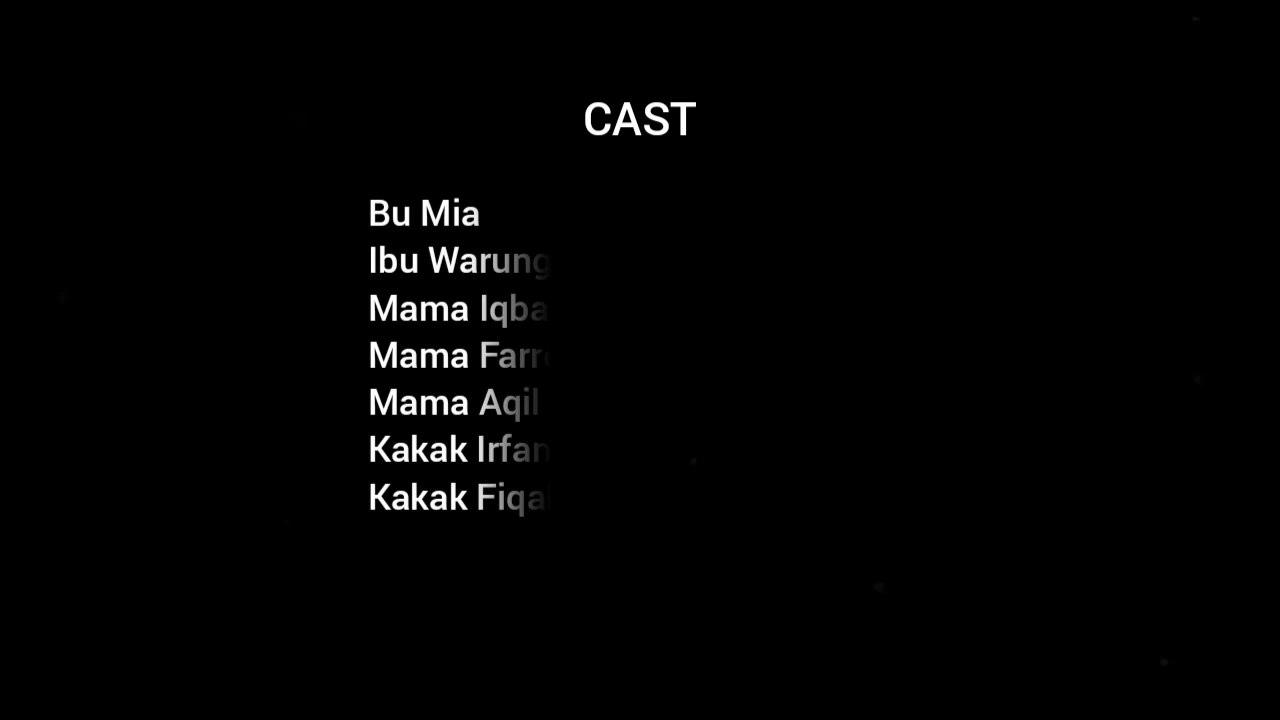 CAST
Bu Mia
Ibu Warung
Mama
Mama
Mama Aqil
Kakak Irfan
Kakak